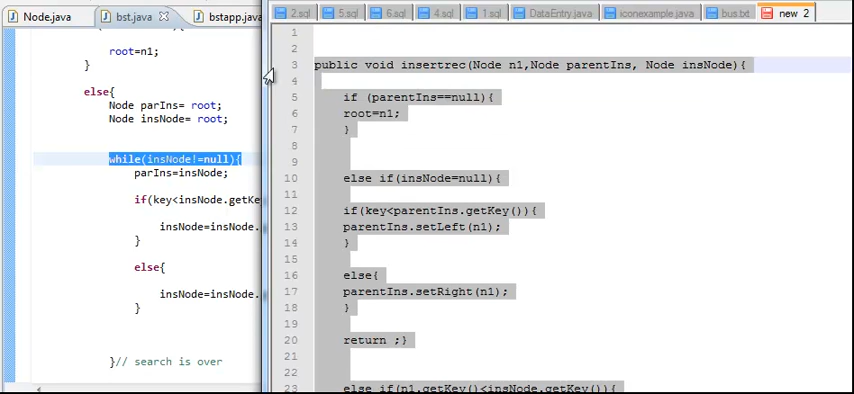 Node.java bst.java bstapp.java
root=n1;
}
else{
Node parIns= root;
Node insNode= root;
while(insNode!=null){
parIns=insNode;
if(key<insNode.getKe
insNode=insNode.
}
else{
insNode=insNode.
}
}// search is over
2.sql 5.sql 6.sql 4.sql 1.sql DataEntry.java iconexample.java bus.txt new 2
1
2
3 public void insertrec(Node n1,Node parentIns, Node insNode){
4
5 if (parentIns==null){
6 root=n1;
7 }
8
9
10 else if(insNode=null){
11
12 if(key<parentIns.getKey()){
13 parentIns.setLeft(n1);
14 }
15
16 else{
17 parentIns.setRight(n1);
18 }
19
20 return ;}
21
22
23 else if(n1.getKey()<insNode.getKey()){